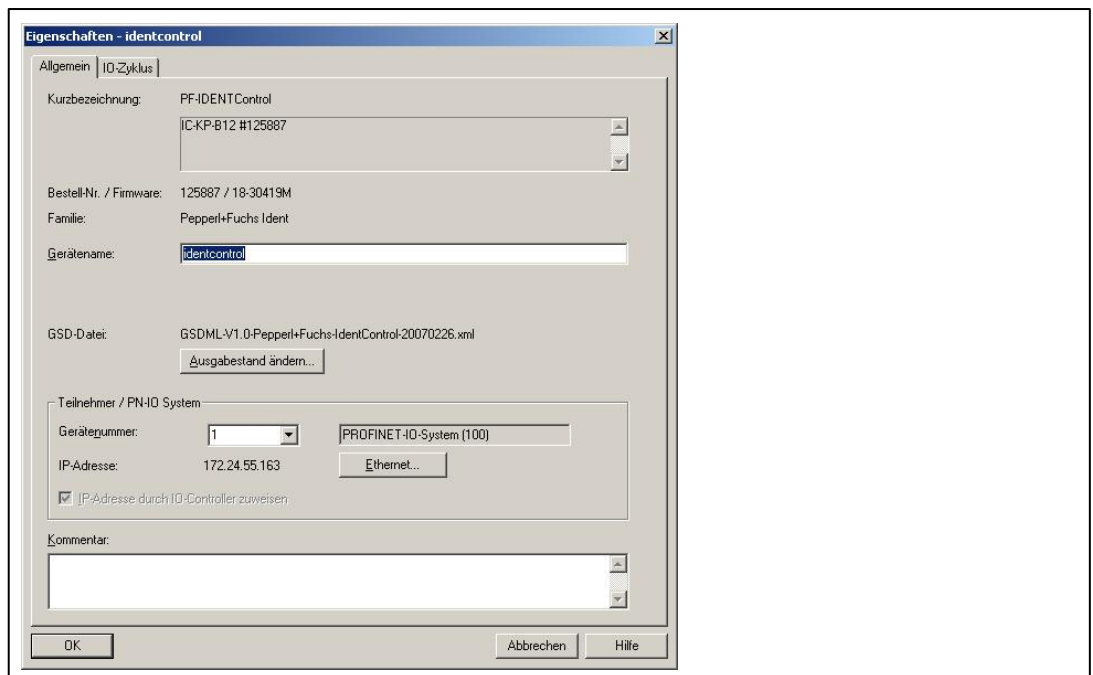 Eigenschaften - identcontrol
Allgemein IO-Zyklus
Kurzbezeichnung: PF-IDENTControl
IC-KP-B12 #125887
Bestell-Nr. / Firmware: 125887 / 18-30419M
Familie: Pepperl+Fuchs Ident
Gerätename: identcontrol
GSD-Datei: GSDML-V1.0-Pepperl+Fuchs-IdentControl-20070226.xml
Ausgabestand ändern...
Teilnehmer / PN-IO System
Gerätenummer: 1 PROFINET-IO-System (100)
IP-Adresse: 172.24.55.163 Ethernet...
IP-Adresse durch IO-Controller zuweisen
Kommentar:
OK Abbrechen Hilfe